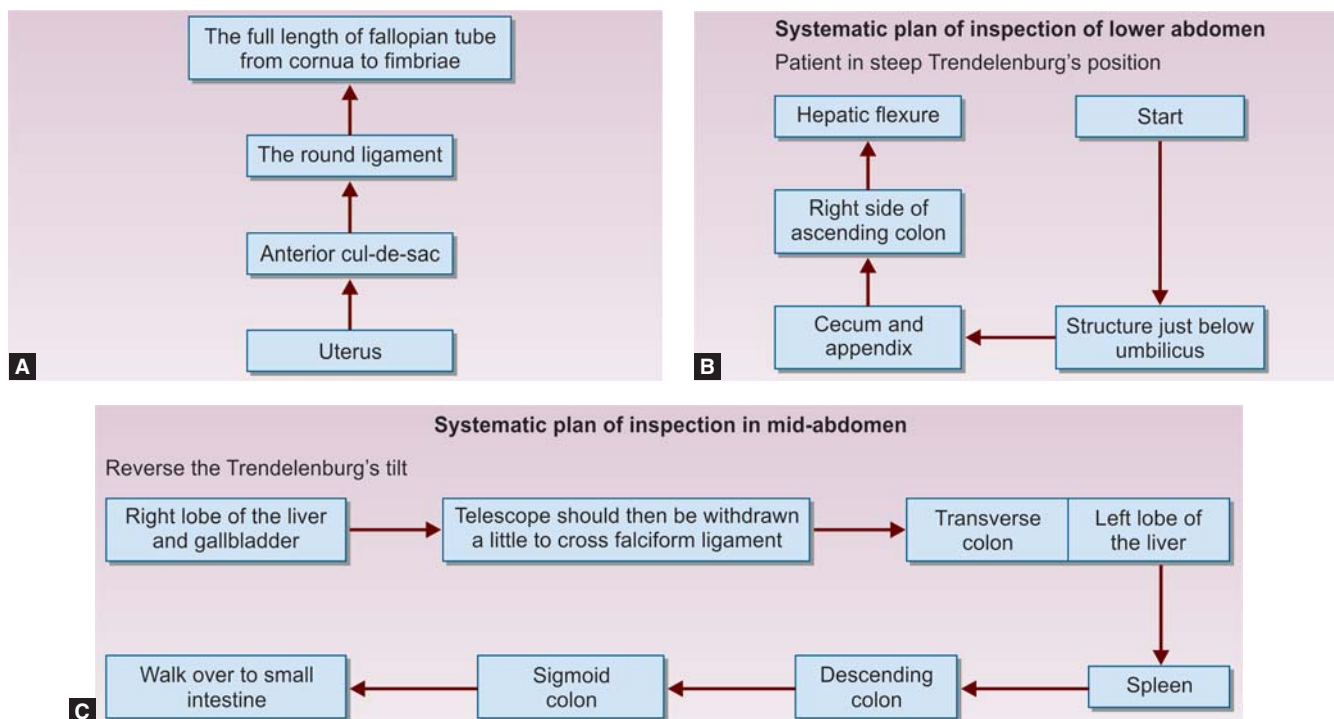 The full length of fallopian tube
from cornua to fimbriae
The round ligament
Anterior cul-de-sac
Uterus
A
Systematic plan of inspection of lower abdomen
Patient in steep Trendelenburg's position
Hepatic flexure
Start
Right side of
ascending colon
Cecum and
appendix
Structure just below
umbilicus
B
Systematic plan of inspection in mid-abdomen
Reverse the Trendelenburg's tilt
Right lobe of the liver
and gallbladder
Telescope should then be withdrawn
a little to cross falciform ligament
Transverse
colon
Left lobe of
the liver
Walk over to small
intestine
Sigmoid
colon
Descending
colon
Spleen
C